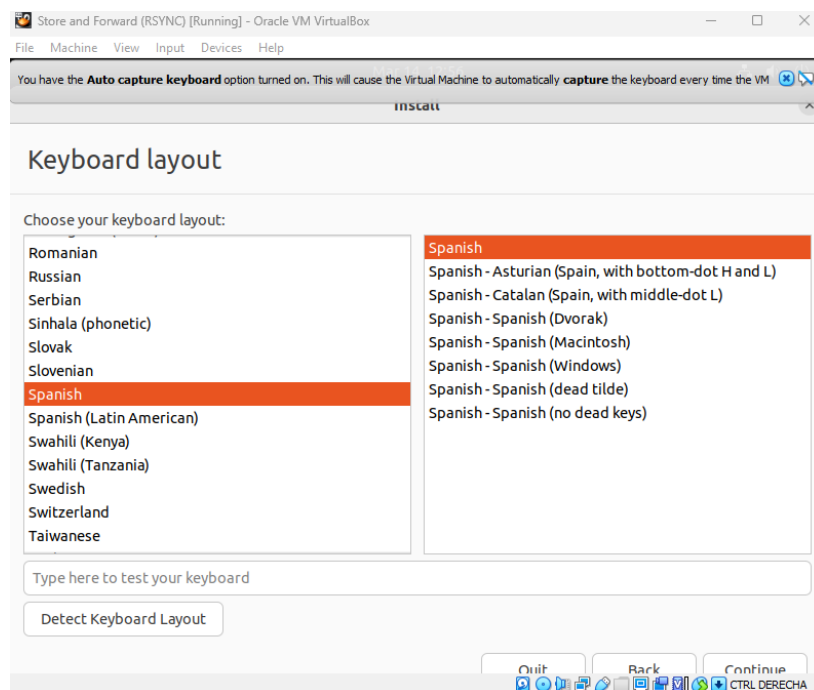 Store and Forward (RSYNC) [Running] - Oracle VM VirtualBox
File Machine View Input Devices Help
You have the Auto capture keyboard option turned on. This will cause the Virtual Machine to automatically capture the keyboard every time the VM
Install
Keyboard layout
Choose your keyboard layout:
Romanian
Russian
Serbian
Sinhala (phonetic)
Slovak
Slovenian
Spanish
Spanish (Latin American)
Swahili (Kenya)
Swahili (Tanzania)
Swedish
Switzerland
Taiwanese
Spanish
Spanish - Asturian (Spain, with bottom-dot H and L)
Spanish - Catalan (Spain, with middle-dot L)
Spanish - Spanish (Dvorak)
Spanish - Spanish (Macintosh)
Spanish - Spanish (Windows)
Spanish - Spanish (dead tilde)
Spanish - Spanish (no dead keys)
Type here to test your keyboard
Detect Keyboard Layout
Quit Back Continue
CTRL DERECHA